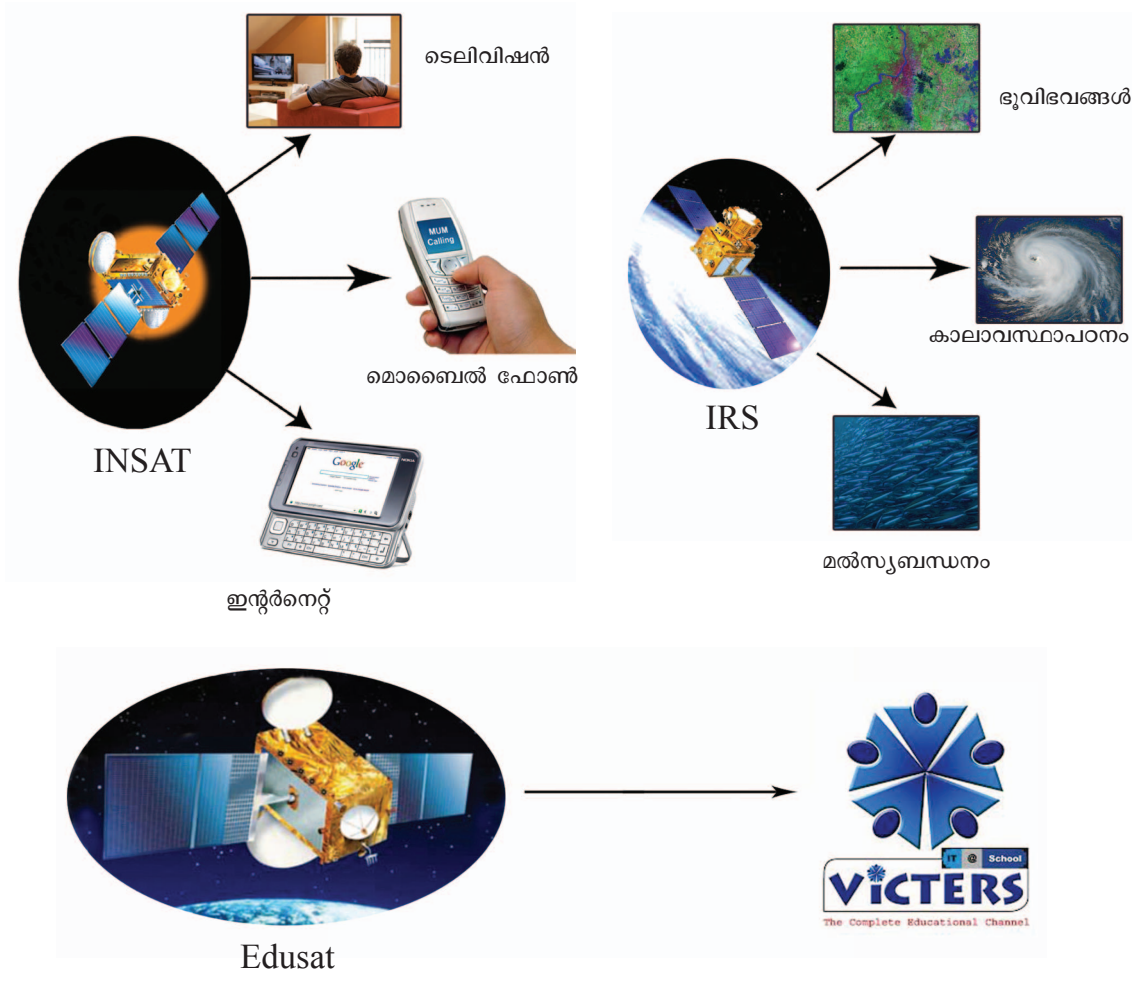 ടെലിവിഷൻ
MUM
Calling
മൊബൈൽ ഫോൺ
INSAT
Google
ഇന്റർനെറ്റ്
ഭൂവിഭവങ്ങൾ
കാലാവസ്ഥാപഠനം
IRS
മൽസ്യബന്ധനം
Edusat
IT @ School
VICTERS
The Complete Educational Channel